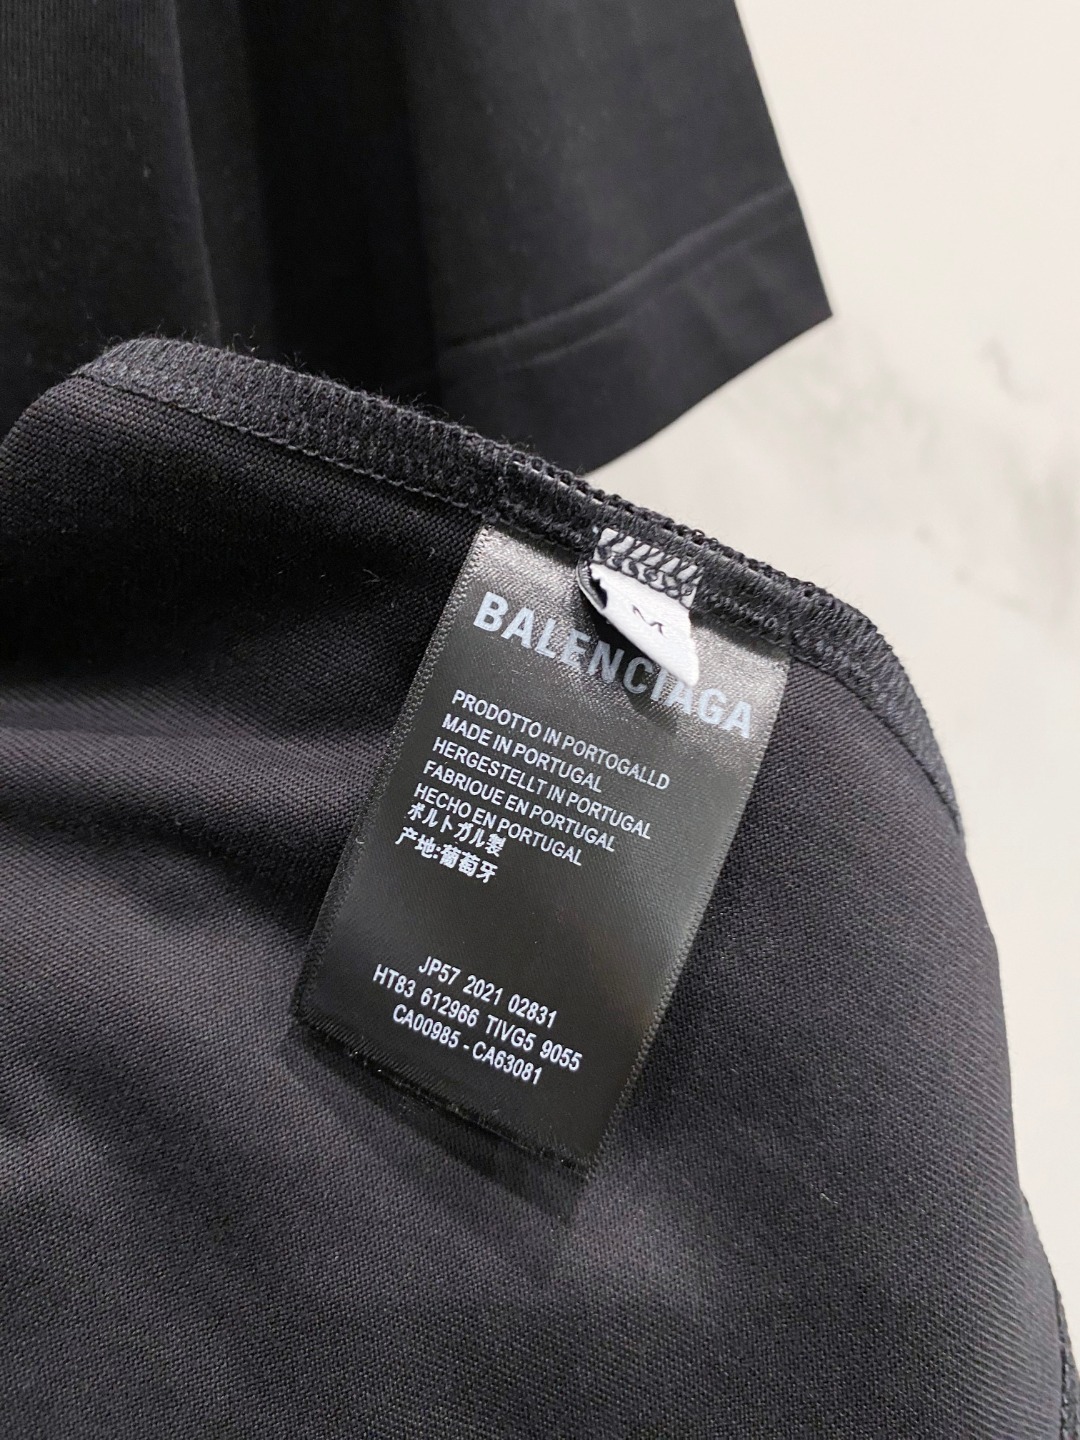 M
BALENCIAGA
PRODOTTO IN PORTOGALLD
MADE IN PORTUGAL
HERGESTELLT IN PORTUGAL
FABRIOUE EN PORTUGAL
HECHO EN PORTUGAL
ポルトガル製
产地:葡萄牙
JP57 2021 02831
HT83 612966 TIVG5 9055
CA00985 - CA63081